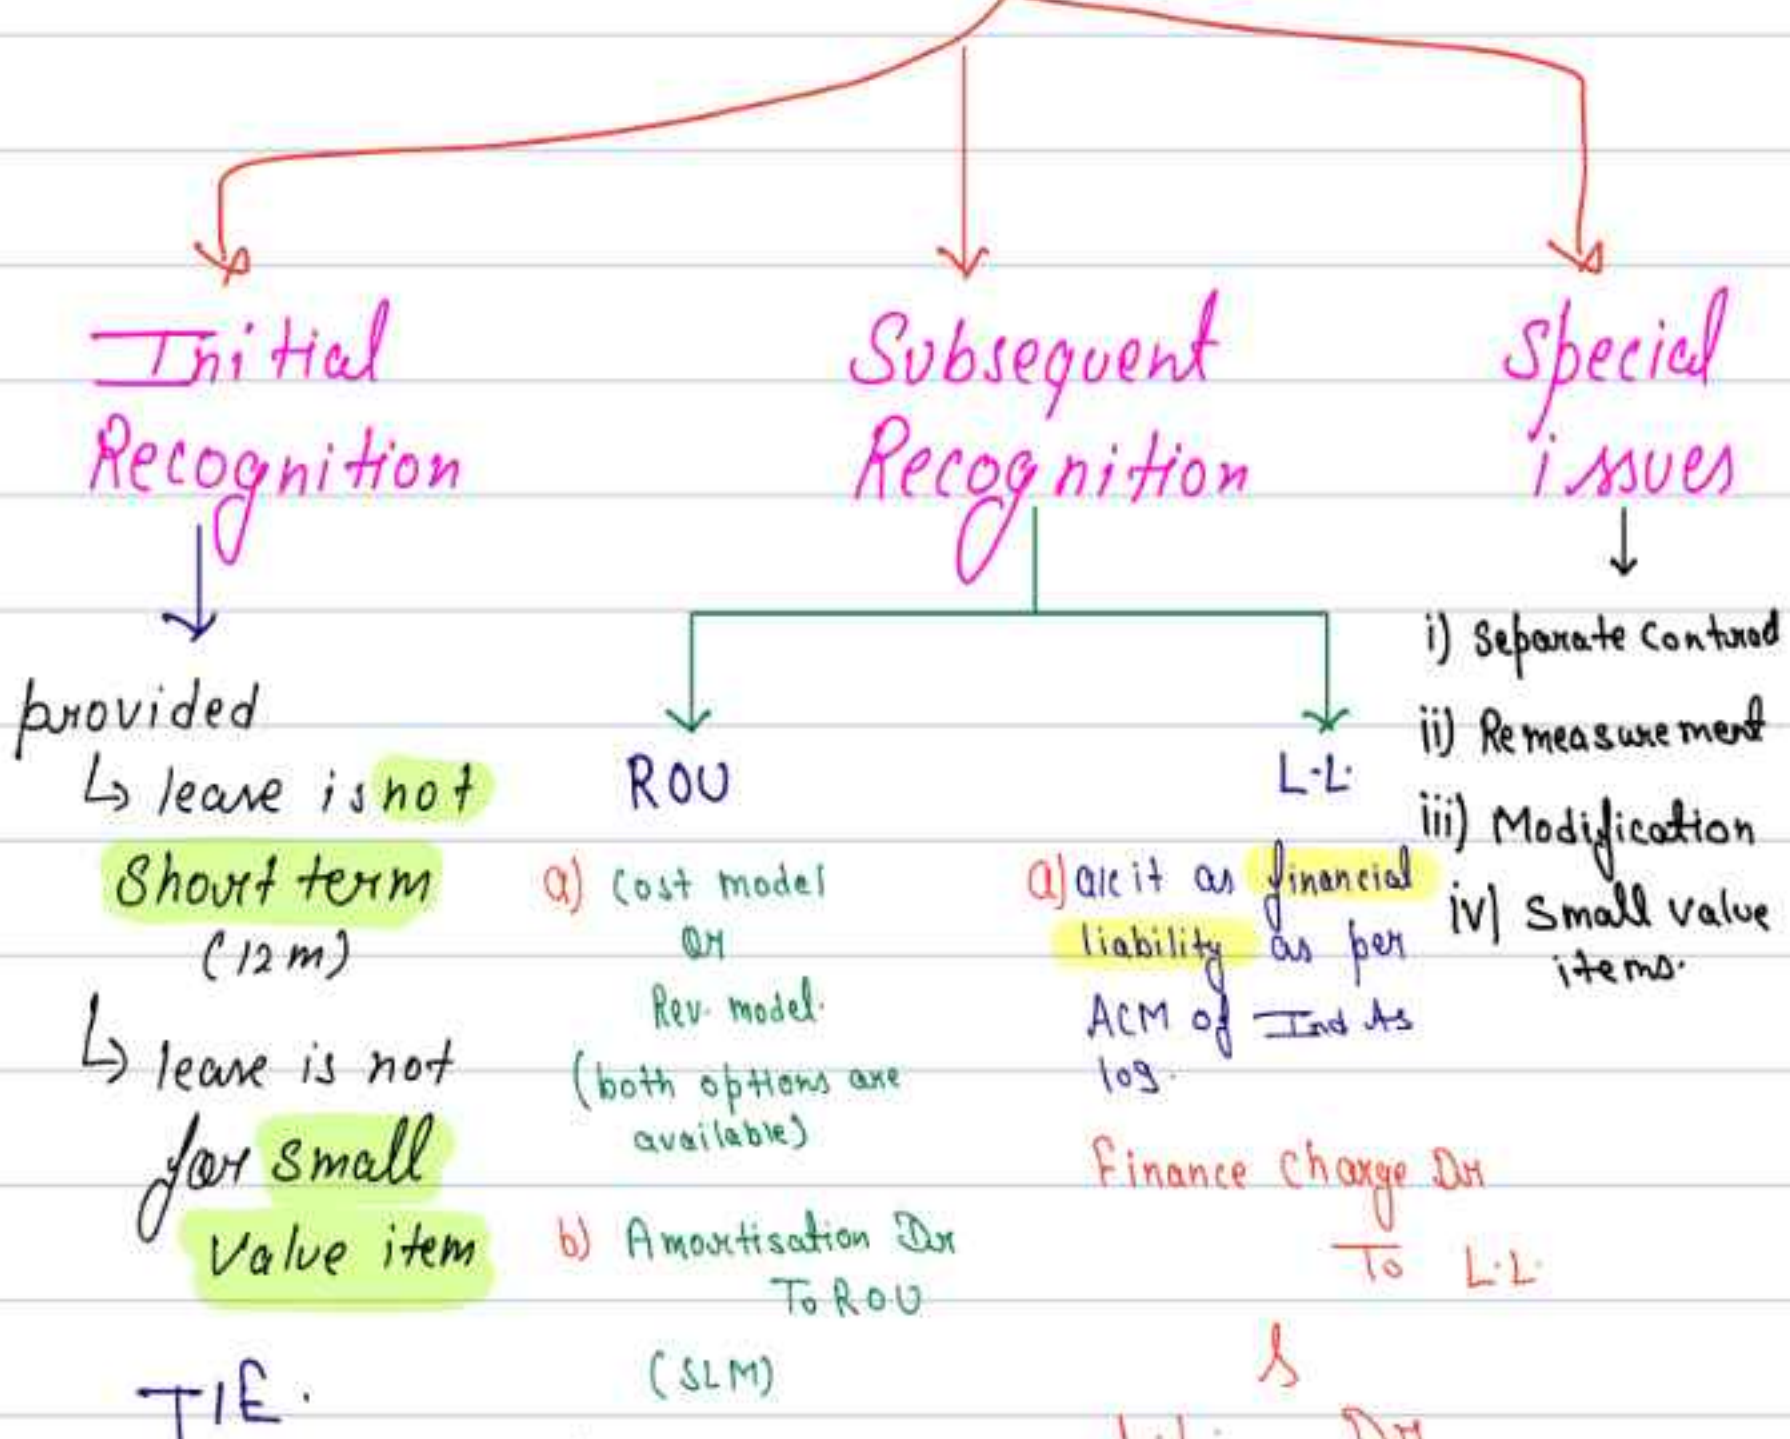 Initial
Recognition
provided
↳ lease is not
Short term
(12m)
↳ lease is not
for small
Value item
TIE.
Subsequent
Recognition
ROU
a) Cost model
or
Rev. model.
(both options are
available)
b) Amortisation Dr
To ROU
(SLM)
L.L.
a) a/c it as financial
liability as per
ACM of Ind As
109.
Finance Charge Dr
To L.L.
&
Special
issues
i) Separate Contract
ii) Remeasurement
iii) Modification
iv) Small value
items.